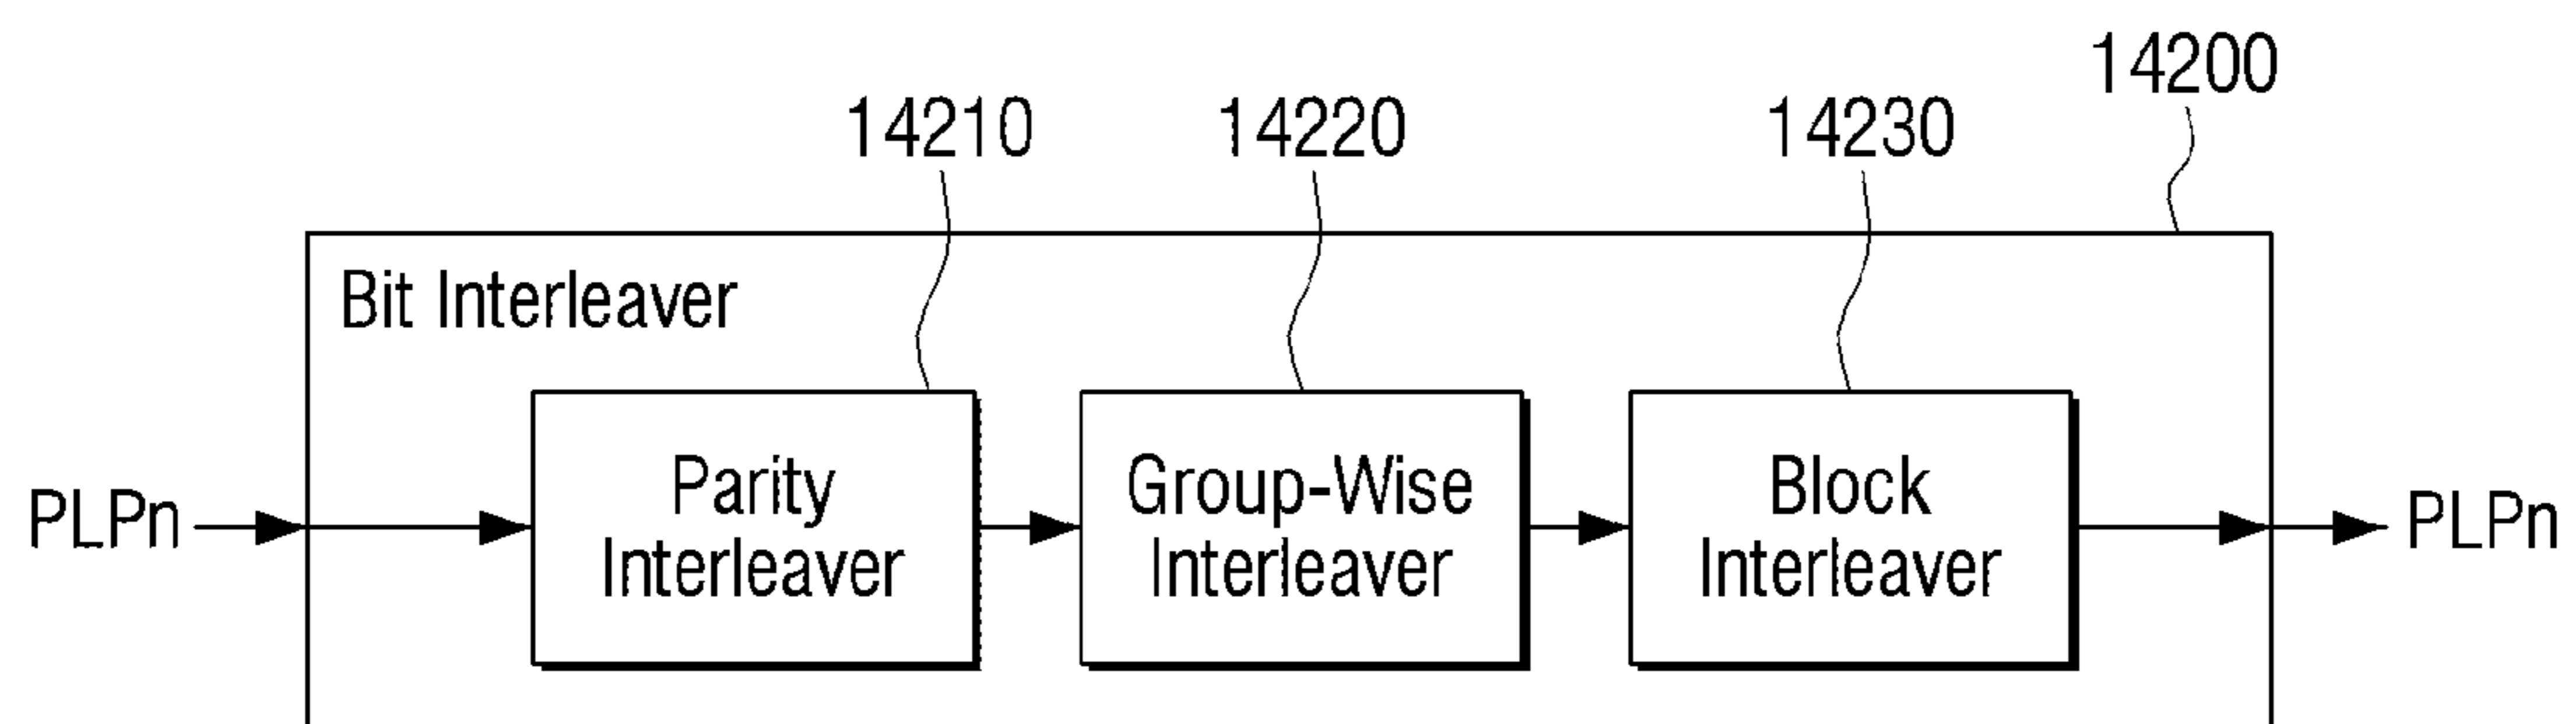 14200
14210
14220
14230
Bit Interleaver
PLPn
Parity
Interleaver
Group-Wise
Interleaver
Block
Interleaver
PLPn